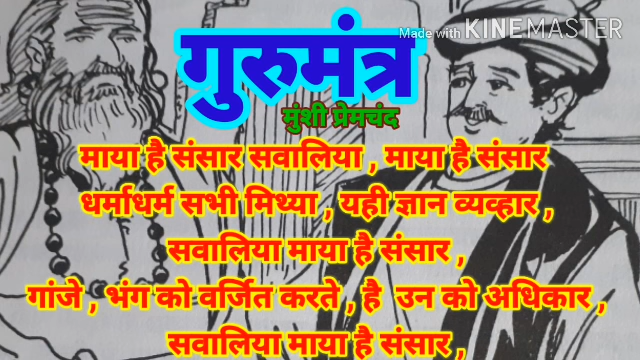 Made with KINEMASTER
गुरुमंत्र
मुंशी प्रेमचंद
माया है संसार सवालिया , माया है संसार
धर्माधर्म सभी मिथ्या , यही ज्ञान व्यव्हार ,
सवालिया माया है संसार ,
गांजे , भंग को वर्जित करते , है उन को अधिकार ,
सवालिया माया है संसार ,